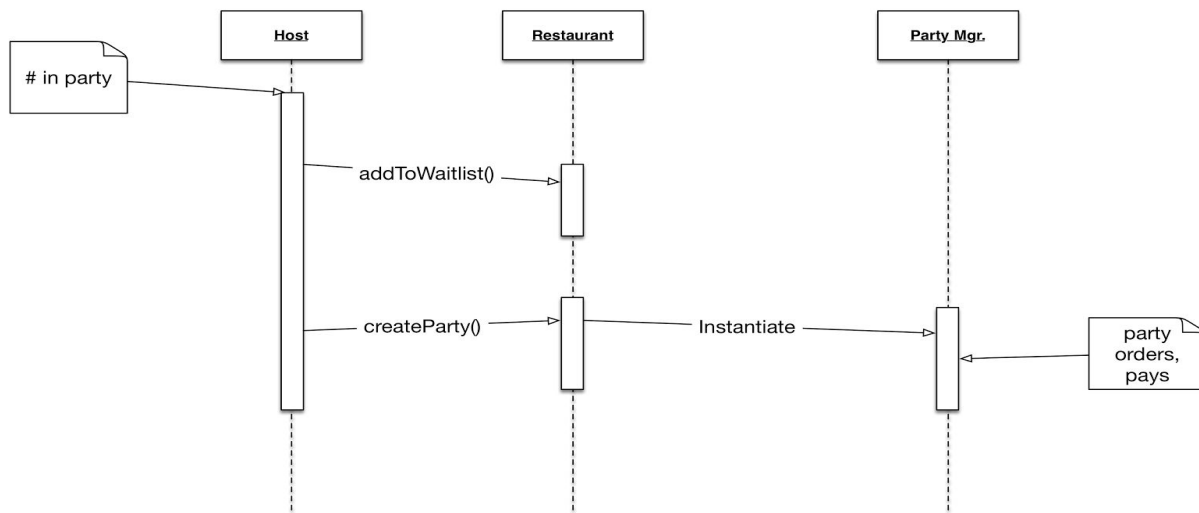 Host
Restaurant
Party Mgr.
# in party
addToWaitlist()
createParty()
Instantiate
party
orders,
pays